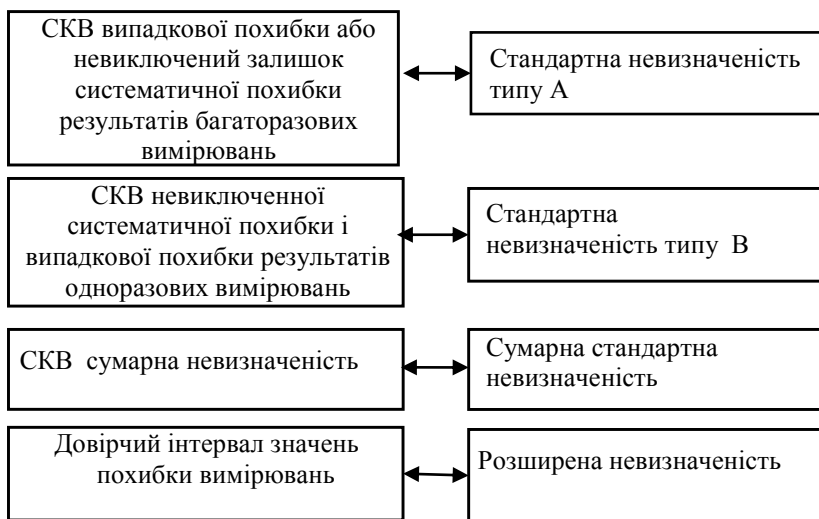 СКВ випадкової похибки або
невиключений залишок
систематичної похибки
результатів багаторазових
вимірювань
Стандартна невизначеність
типу А
СКВ невиключенної
систематичної похибки і
випадкової похибки результатів
одноразових вимірювань
Стандартна
невизначеність типу В
СКВ сумарна невизначеність
Сумарна стандартна
невизначеність
Довірчий інтервал значень
похибки вимірювань
Розширена невизначеність